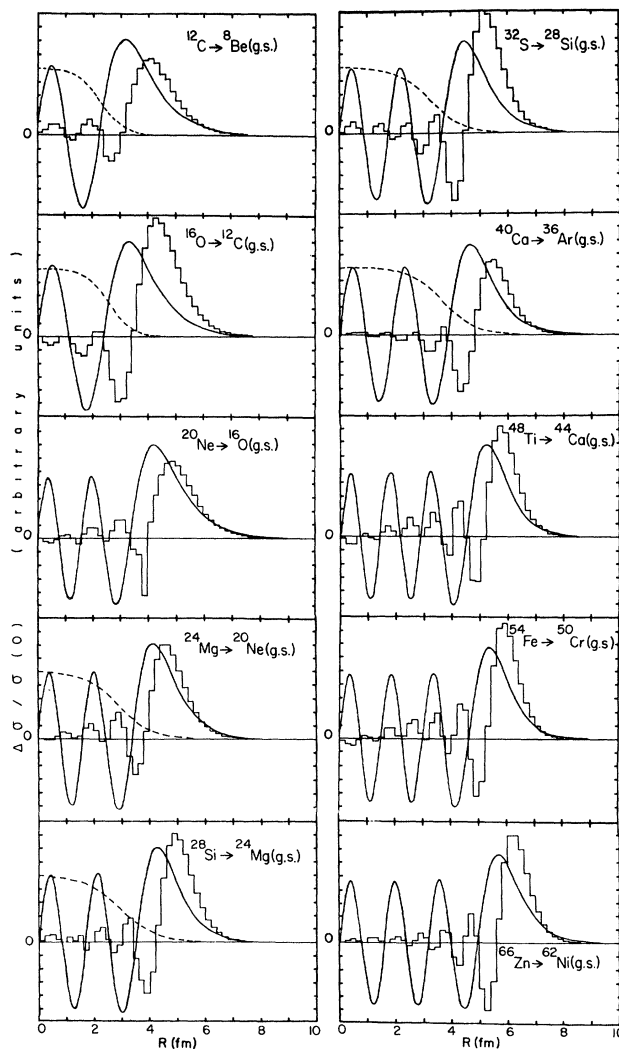 12C→8Be(g.s.)
16O→12C(g.s.)
20Ne→16O(g.s.)
24Mg→20Ne(g.s.)
28Si→24Mg(g.s.)
32S→28Si(g.s.)
40Ca→36Ar(g.s.)
48Ti→44Ca(g.s.)
54Fe→50Cr(g.s)
66Zn→62Ni(g.s.)
0
0
0
0
0
0
0
0
0
0
Δσ/σ(0) (arbitrary units)
0 2 4 6 8 10
R (fm)
0 2 4 6 8 10
R (fm)